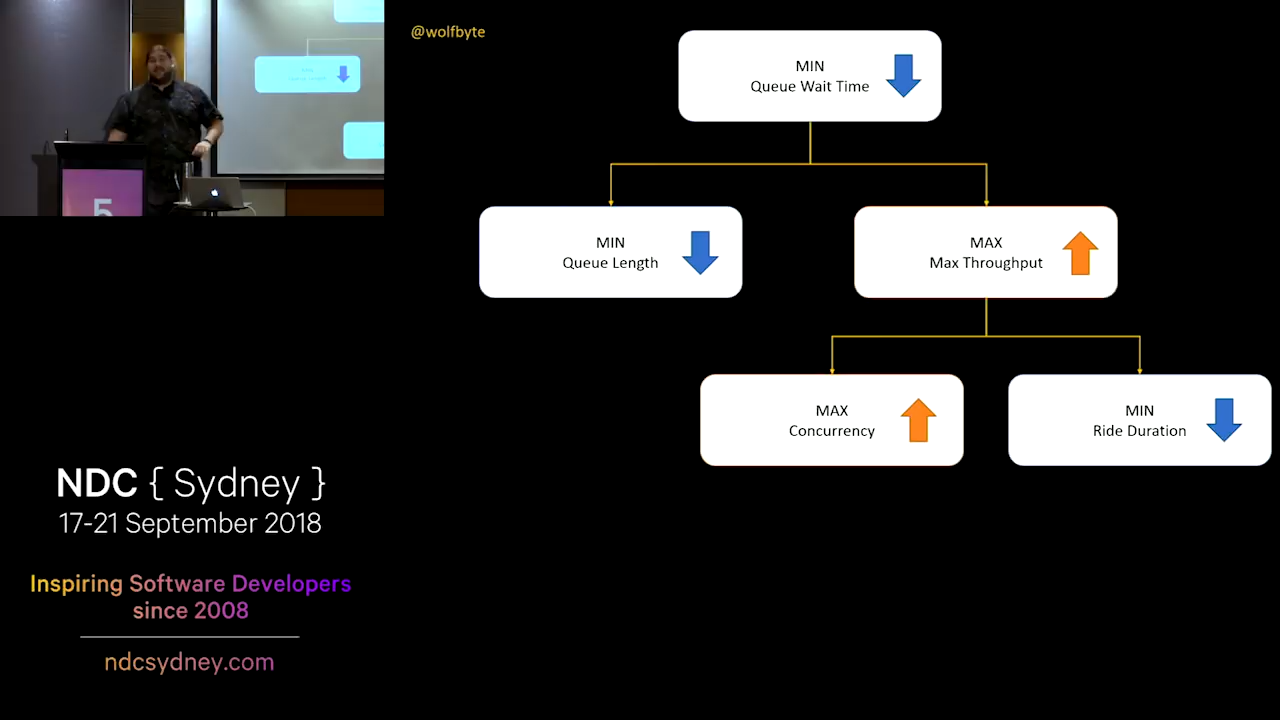 @wolfbyte
MIN
Queue Wait Time
MIN
Queue Length
MAX
Max Throughput
MAX
Concurrency
MIN
Ride Duration
5
NDC { Sydney }
17-21 September 2018
Inspiring Software Developers
since 2008
ndcsydney.com